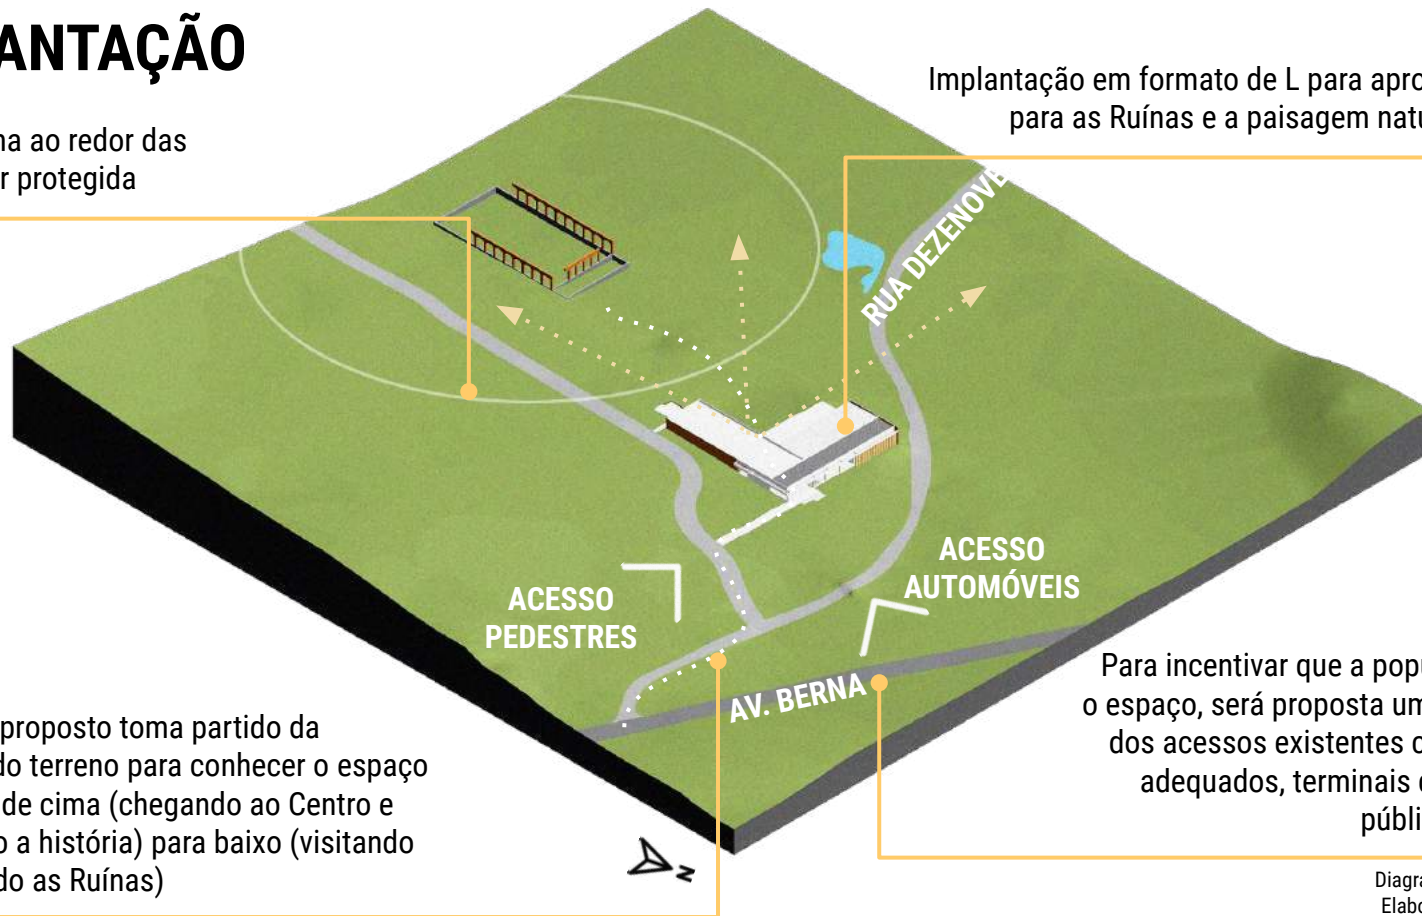 ANTAÇÃO
Implantação em formato de L para apro
para as Ruínas e a paisagem natu
na ao redor das
r protegida
RUA DEZENOVE
ACESSO
AUTOMÓVEIS
ACESSO
PEDESTRES
AV. BERNA
Para incentivar que a popu
o espaço, será proposta um
dos acessos existentes c
adequados, terminais d
públi
proposto toma partido da
do terreno para conhecer o espaço
de cima (chegando ao Centro e
o a história) para baixo (visitando
do as Ruínas)
N
Diagra
Elabo